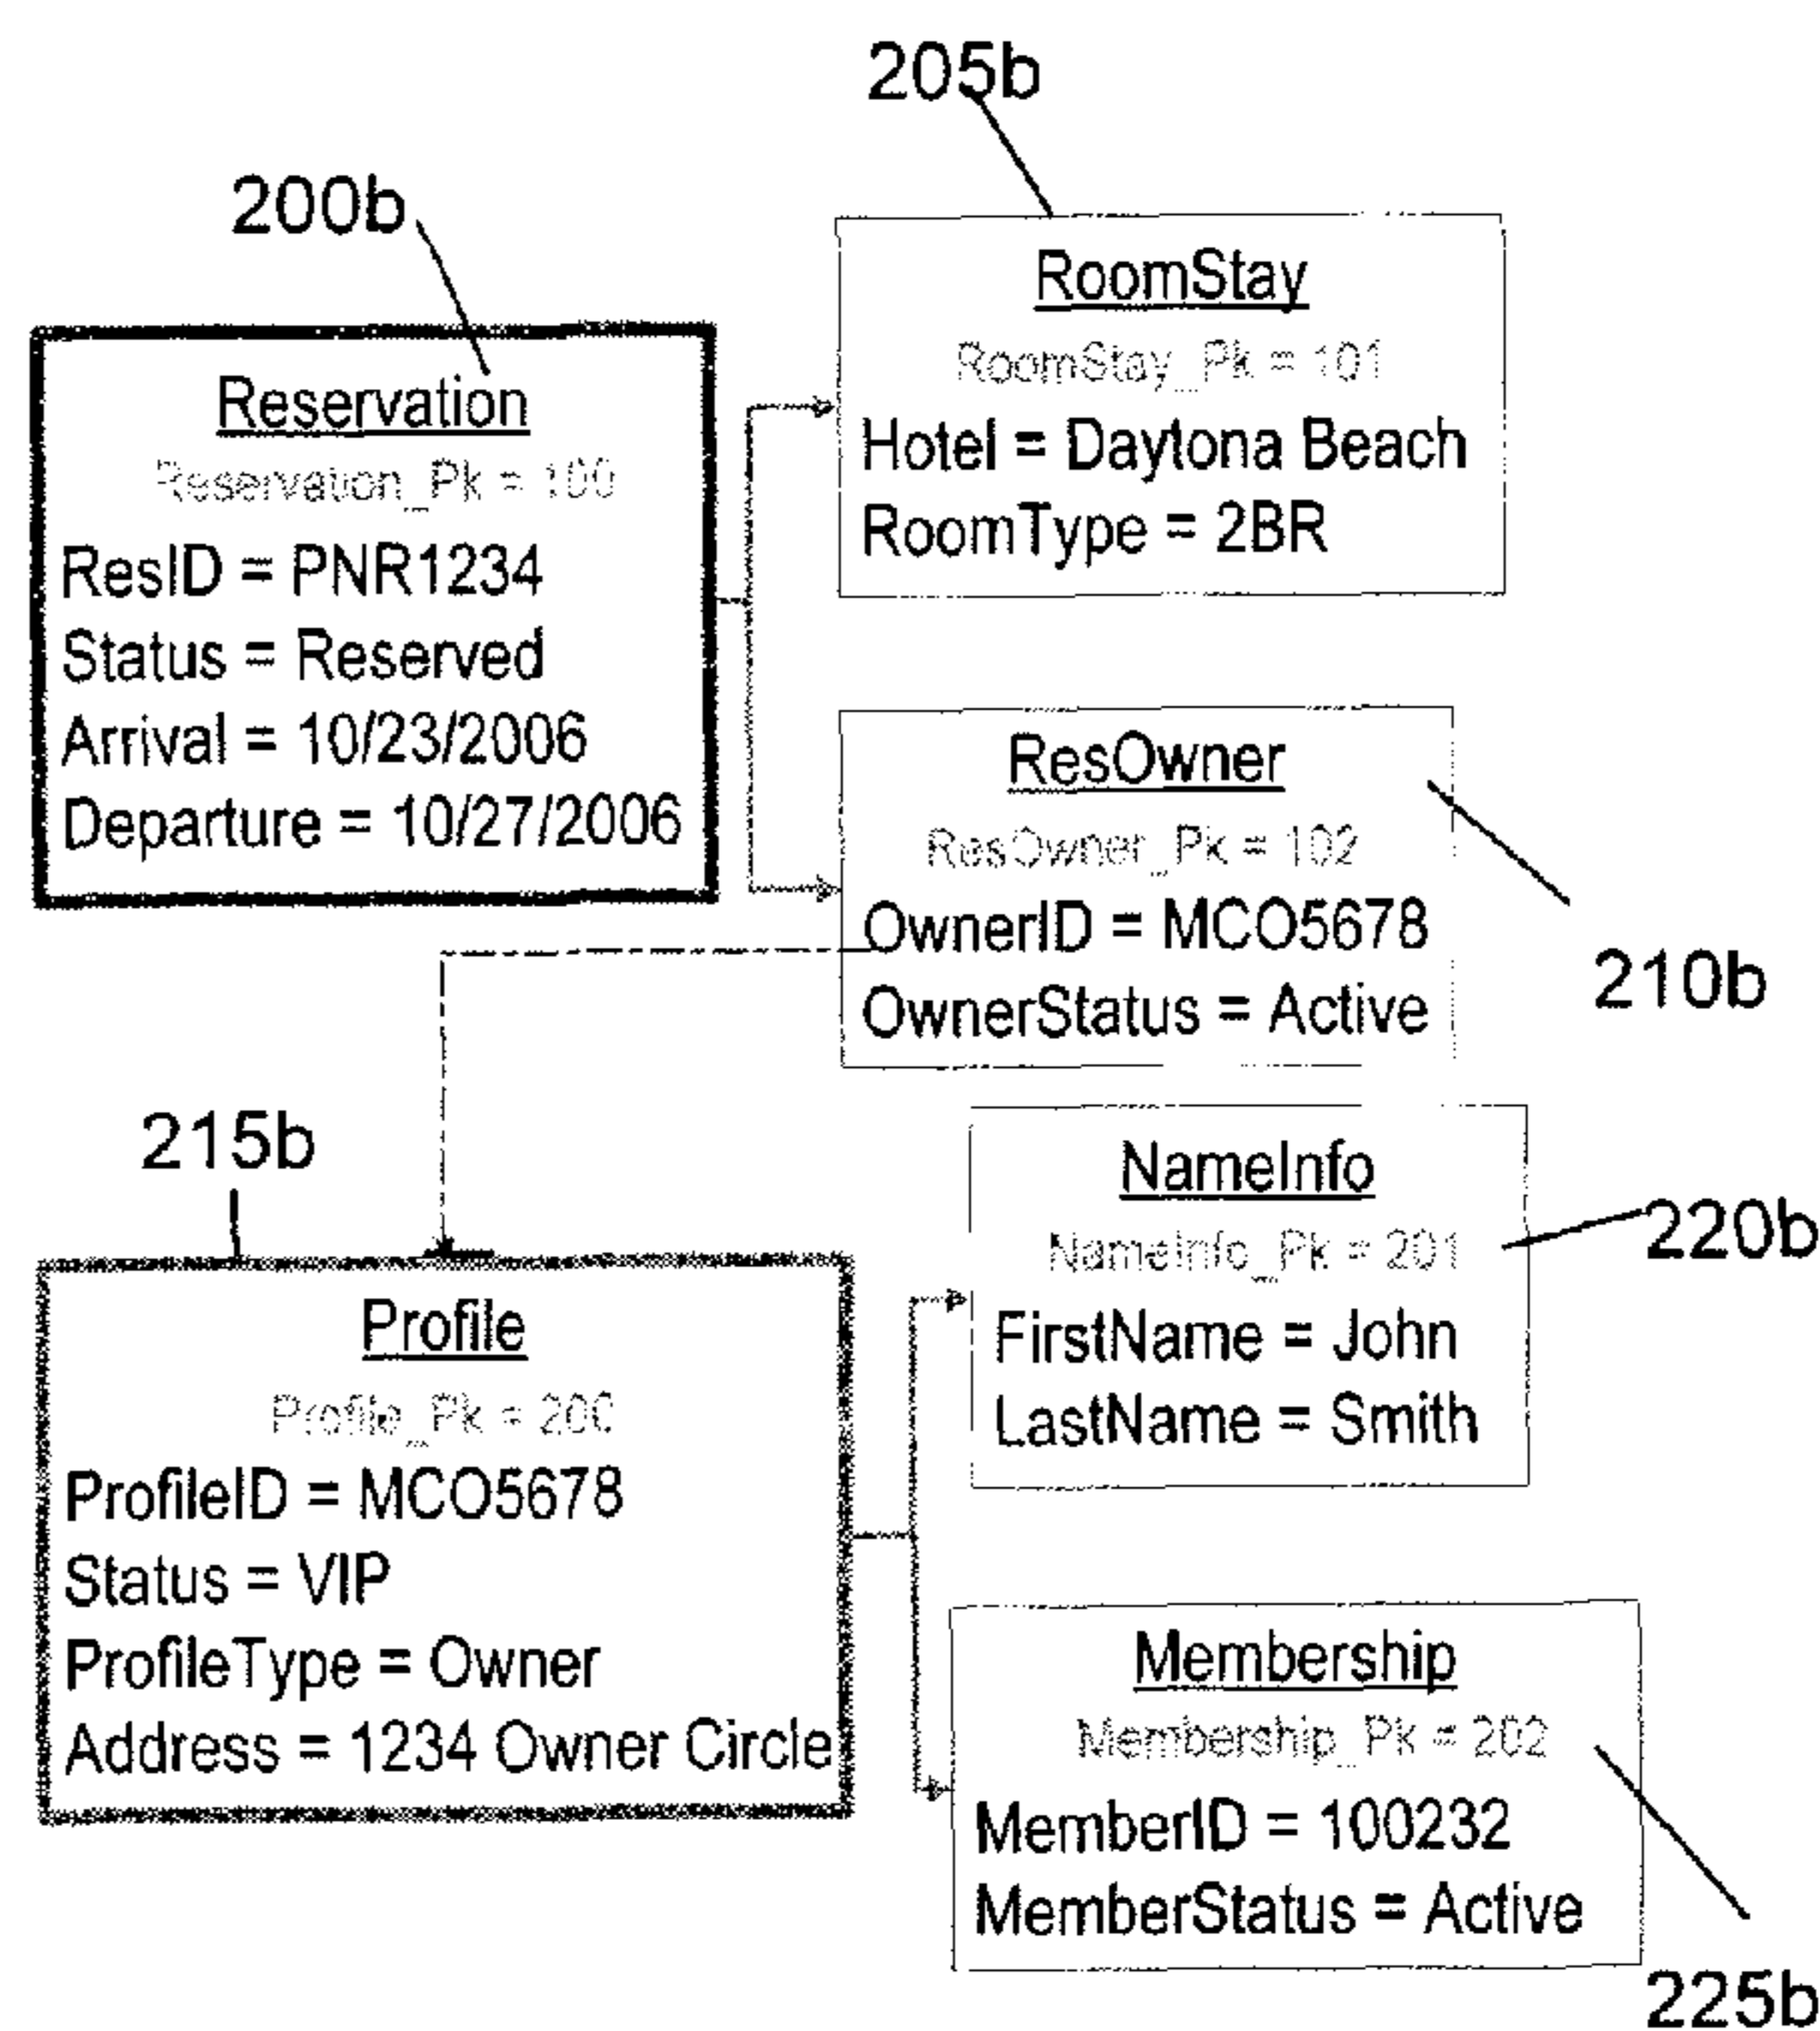 205b
200b
RoomStay
RoomStay_Pk = 101
Hotel = Daytona Beach
RoomType = 2BR
Reservation
Reservation_Pk = 100
ResID = PNR1234
Status = Reserved
Arrival = 10/23/2006
Departure = 10/27/2006
ResOwner
ResOwner_Pk = 102
OwnerID = MCO5678
OwnerStatus = Active
210b
215b
NameInfo
NameInfo_Pk = 201
FirstName = John
LastName = Smith
220b
Profile
Profile_Pk = 200
ProfileID = MCO5678
Status = VIP
ProfileType = Owner
Address = 1234 Owner Circle
Membership
Membership_Pk = 202
MemberID = 100232
MemberStatus = Active
225b